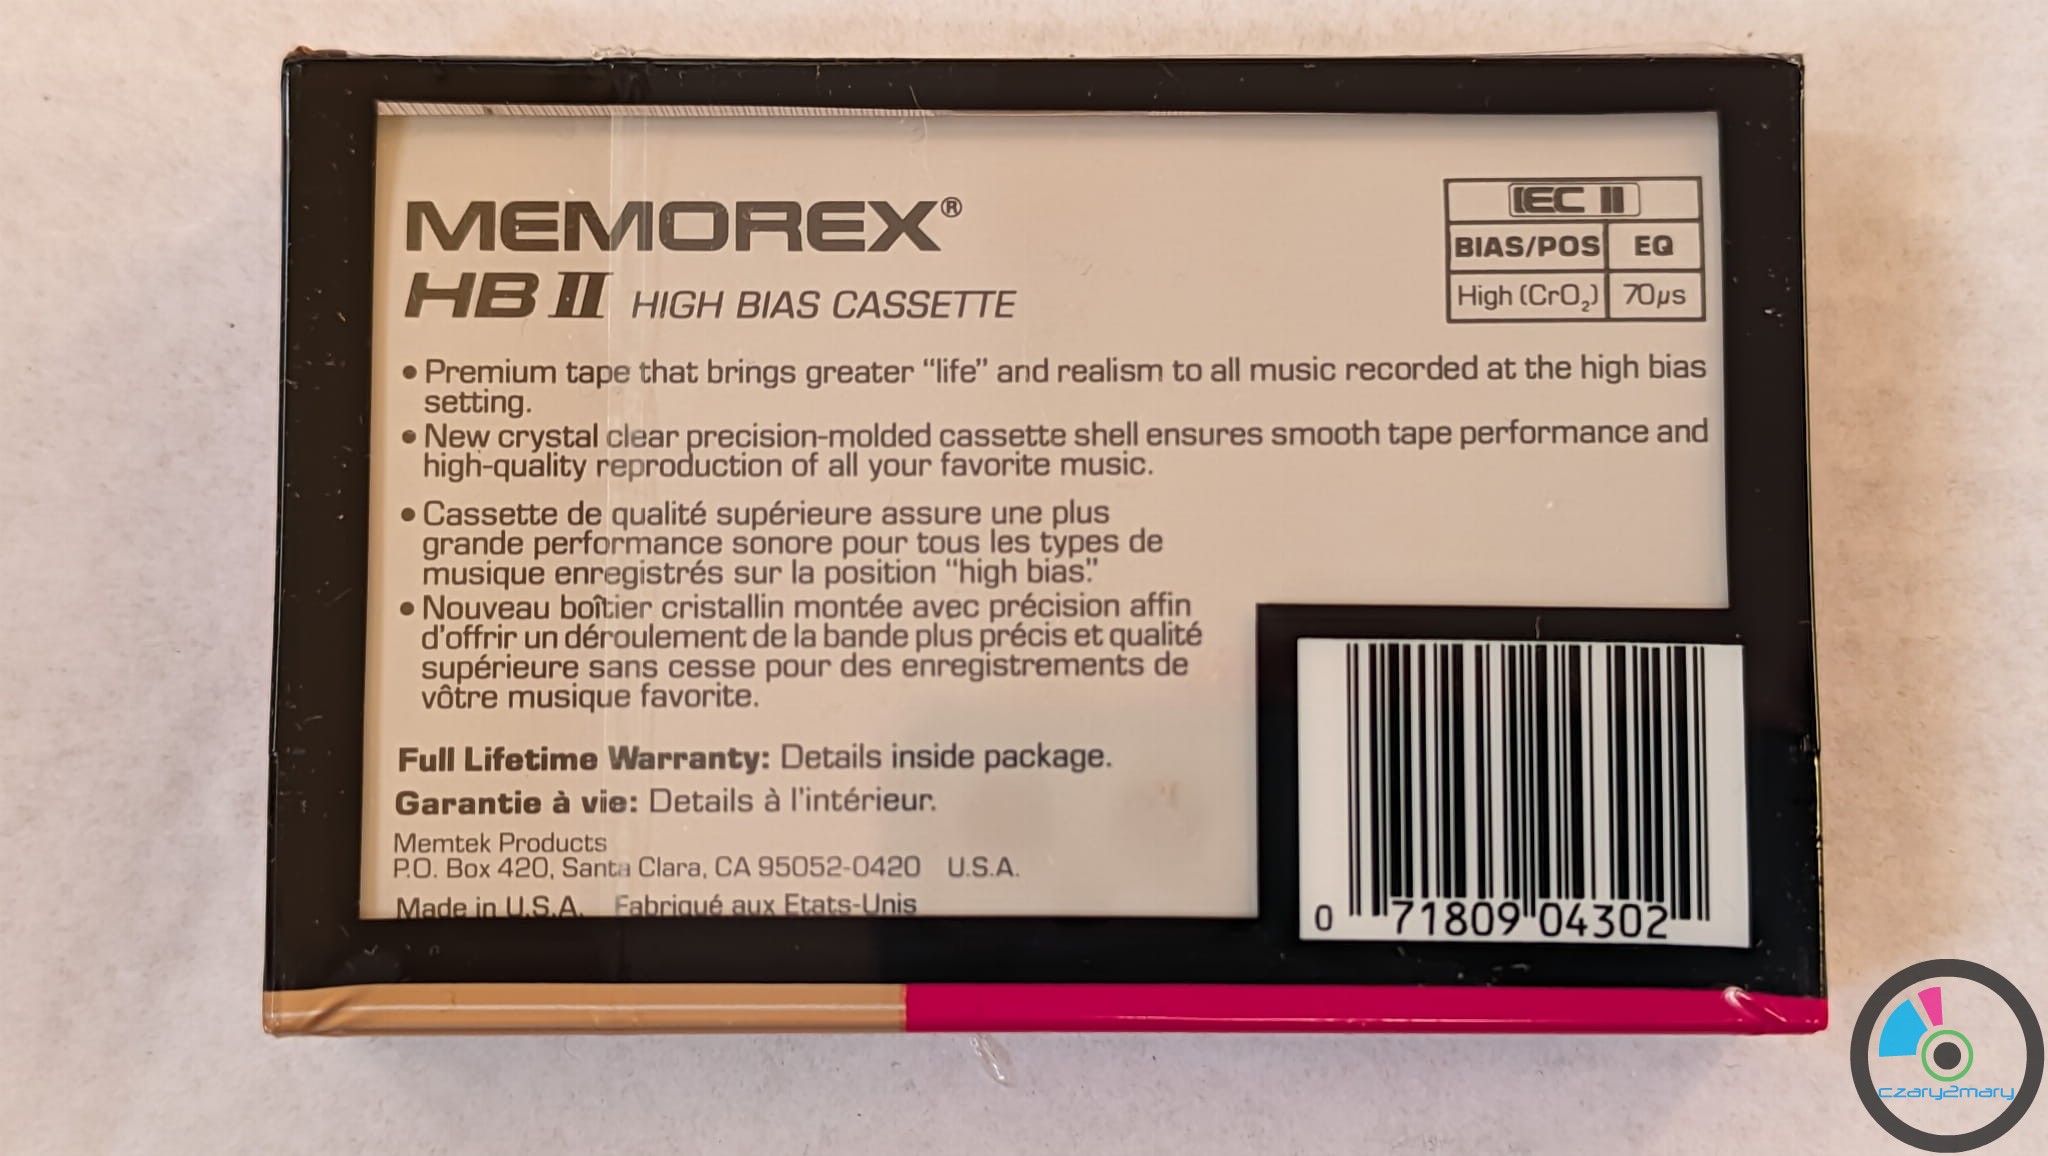 MEMOREX®
HB II HIGH BIAS CASSETTE
IEC II
BIAS/POS EQ
High (CrO₂) 70µs
• Premium tape that brings greater “life” and realism to all music recorded at the high bias
setting.
• New crystal clear precision-molded cassette shell ensures smooth tape performance and
high-quality reproduction of all your favorite music.
• Cassette de qualité supérieure assure une plus
grande performance sonore pour tous les types de
musique enregistrés sur la position “high bias.”
• Nouveau boîtier cristallin montée avec précision affin
d'offrir un déroulement de la bande plus précis et qualité
supérieure sans cesse pour des enregistrements de
vôtre musique favorite.
Full Lifetime Warranty: Details inside package.
Garantie à vie: Details à l'intérieur.
Memtek Products
P.O. Box 420, Santa Clara, CA 95052-0420 U.S.A.
Made in U.S.A. Fabriqué aux Etats-Unis
0 71809 04302
czary2mary